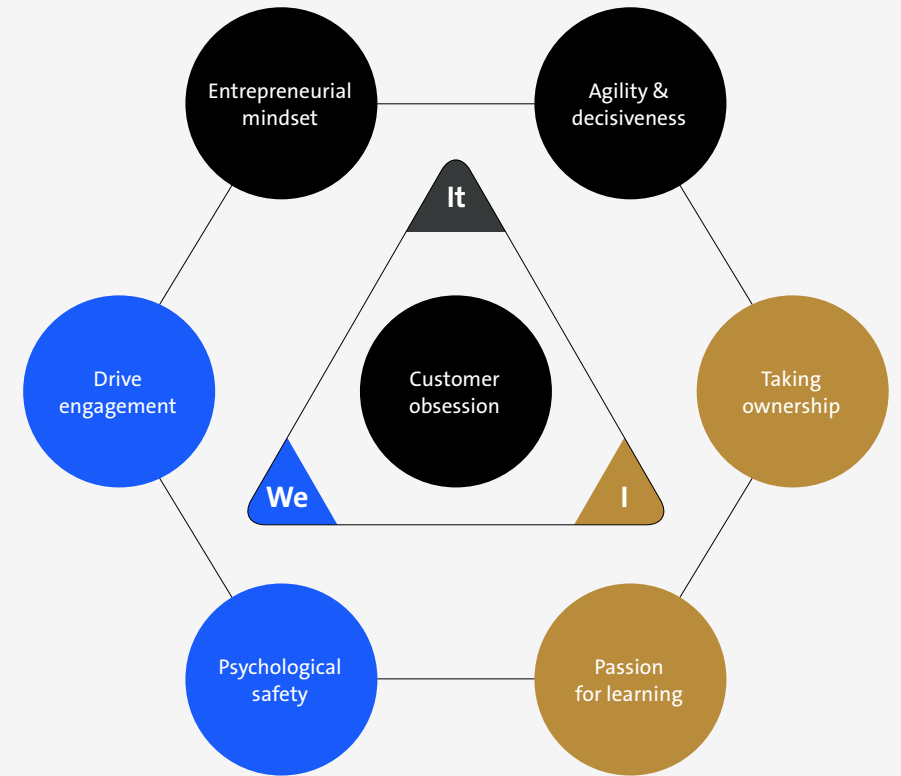 Entrepreneurial
mindset
Agility &
decisiveness
It
Drive
engagement
Customer
obsession
Taking
ownership
We
I
Psychological
safety
Passion
for learning